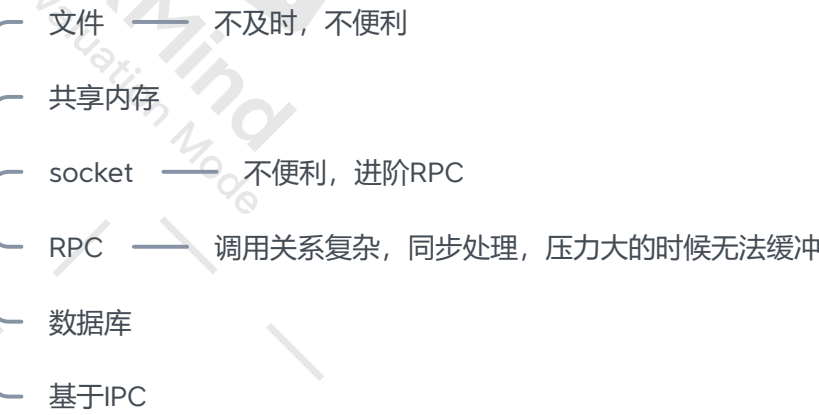 文件 不及时，不便利
共享内存
socket 不便利，进阶RPC
RPC 调用关系复杂，同步处理，压力大的时候无法缓冲
数据库
基于IPC
Mind
Mode